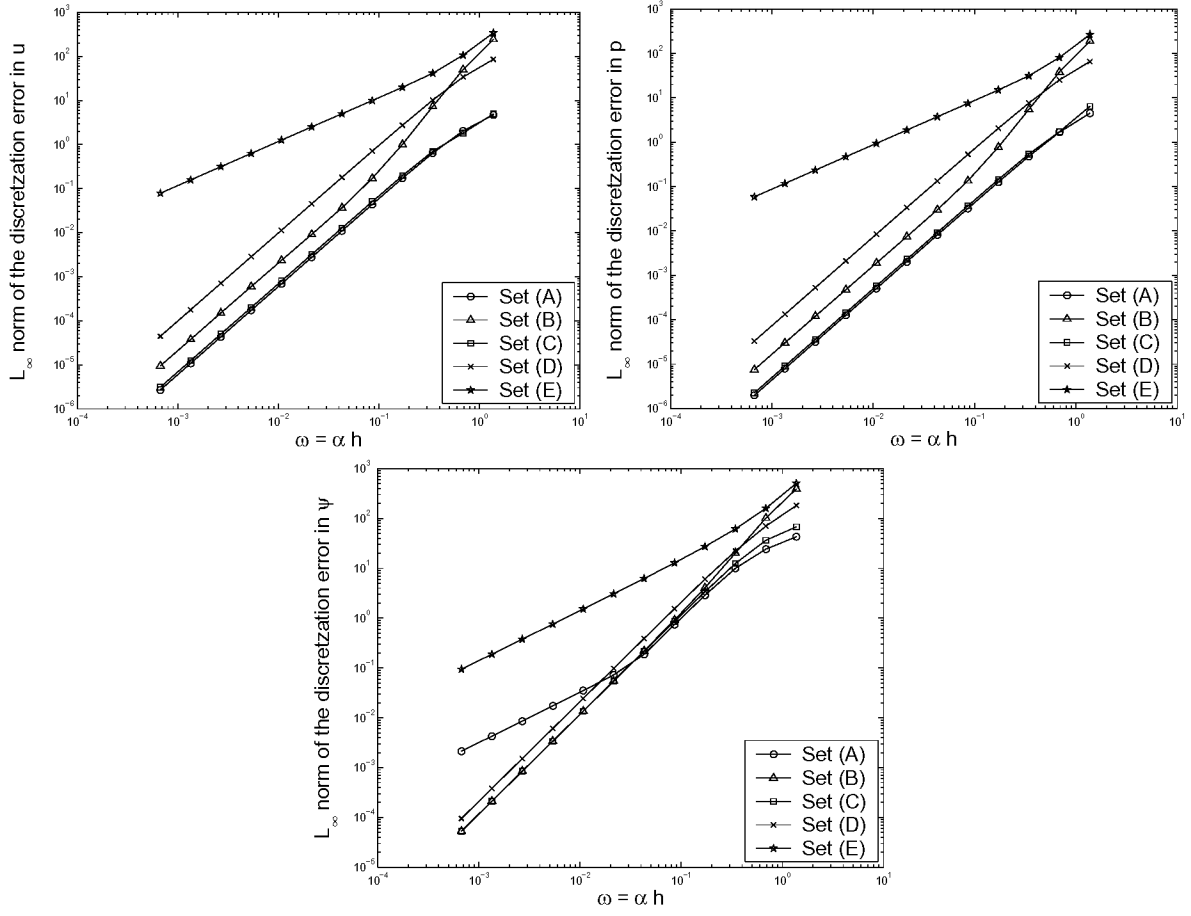 L∞ norm of the discretzation error in u
10³
10²
10¹
10⁰
10⁻¹
10⁻²
10⁻³
10⁻⁴
10⁻⁵
10⁻⁶
Set (A)
Set (B)
Set (C)
Set (D)
Set (E)
10⁻⁴ 10⁻³ 10⁻² 10⁻¹ 10⁰ 10¹
ω = α h
L∞ norm of the discretzation error in p
10³
10²
10¹
10⁰
10⁻¹
10⁻²
10⁻³
10⁻⁴
10⁻⁵
10⁻⁶
Set (A)
Set (B)
Set (C)
Set (D)
Set (E)
10⁻⁴ 10⁻³ 10⁻² 10⁻¹ 10⁰ 10¹
ω = α h
L∞ norm of the discretzation error in ψ
10³
10²
10¹
10⁰
10⁻¹
10⁻²
10⁻³
10⁻⁴
10⁻⁵
10⁻⁶
Set (A)
Set (B)
Set (C)
Set (D)
Set (E)
10⁻⁴ 10⁻³ 10⁻² 10⁻¹ 10⁰ 10¹
ω = α h